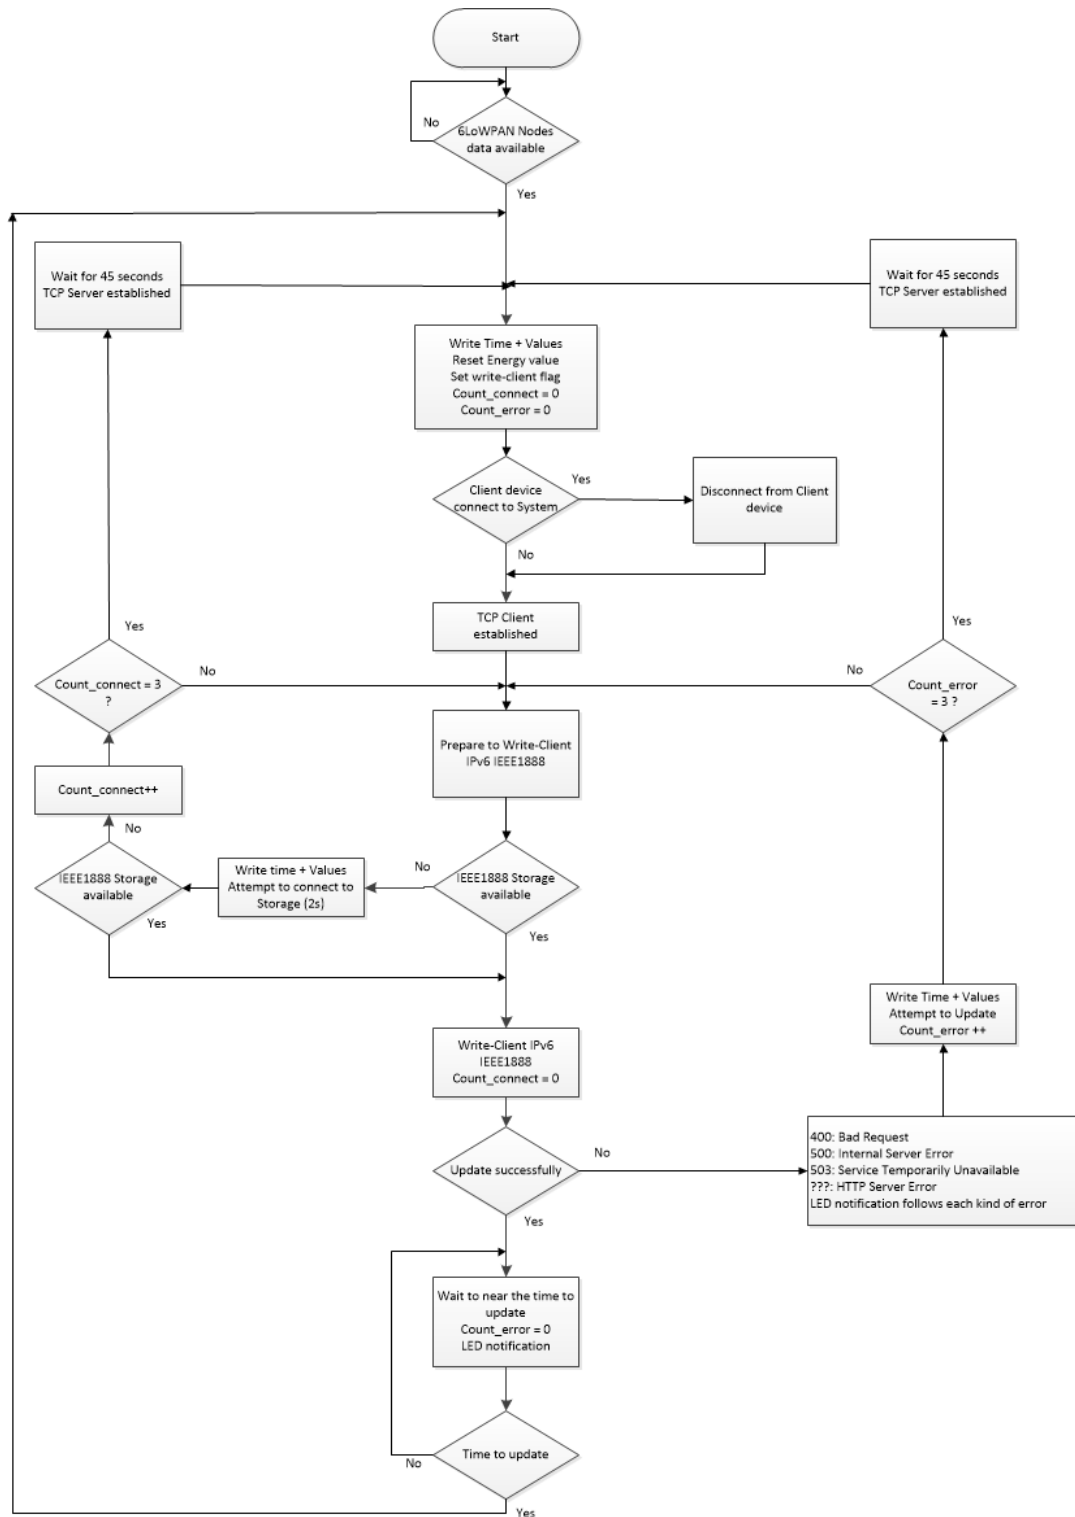 Start
6LoWPAN Nodes
data available
No
Yes
Wait for 45 seconds
TCP Server established
Wait for 45 seconds
TCP Server established
Write Time + Values
Reset Energy value
Set write-client flag
Count_connect = 0
Count_error = 0
Client device
connect to System
Yes
Disconnect from Client
device
No
TCP Client
established
Yes
Yes
No
No
Count_connect = 3
?
Count_error
= 3 ?
Prepare to Write-Client
IPv6 IEEE1888
Count_connect++
No
IEEE1888 Storage
available
Yes
Write time + Values
Attempt to connect to
Storage (2s)
No
IEEE1888 Storage
available
Yes
Write Time + Values
Attempt to Update
Count_error ++
Write-Client IPv6
IEEE1888
Count_connect = 0
Update successfully
No
400: Bad Request
500: Internal Server Error
503: Service Temporarily Unavailable
???: HTTP Server Error
LED notification follows each kind of error
Yes
Wait to near the time to
update
Count_error = 0
LED notification
Time to update
No
Yes